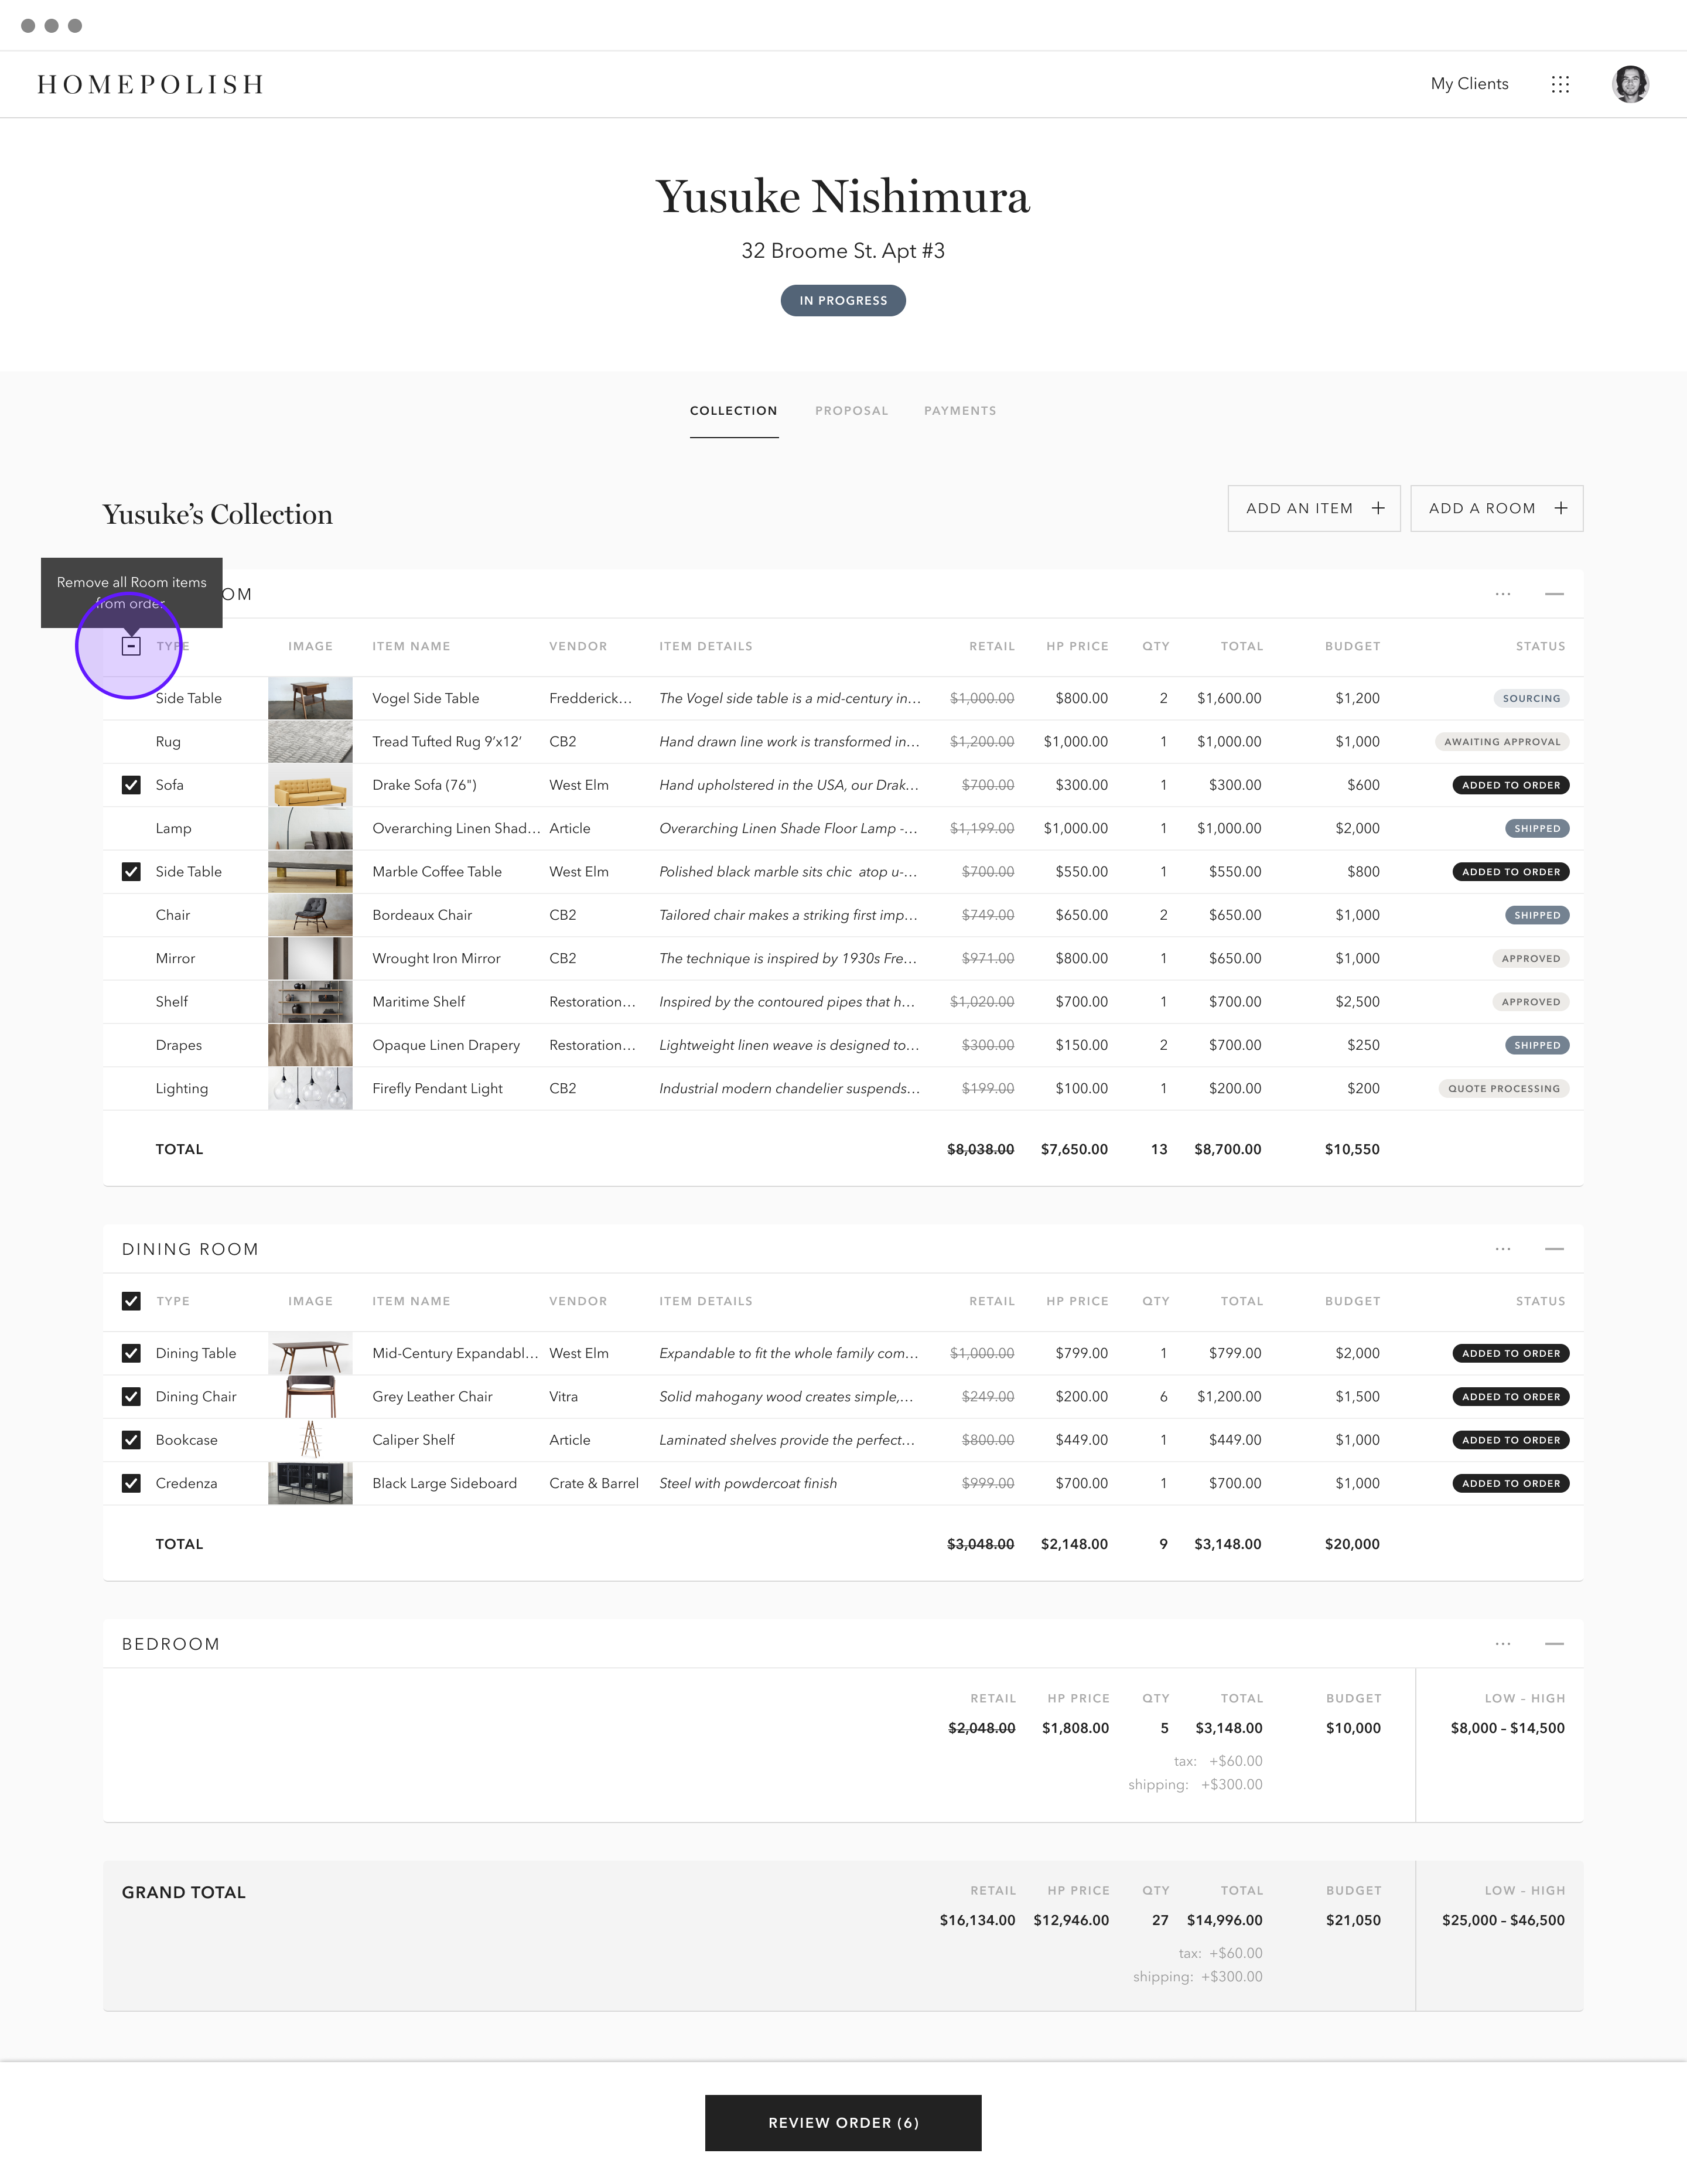 HOMEPOLISH
My Clients
Yusuke Nishimura
32 Broome St. Apt #3
IN PROGRESS
COLLECTION PROPOSAL PAYMENTS
Yusuke’s Collection
ADD AN ITEM + ADD A ROOM +
Remove all Room items
from order
OM
TYPE IMAGE ITEM NAME VENDOR ITEM DETAILS RETAIL HP PRICE QTY TOTAL BUDGET STATUS
Side Table Vogel Side Table Fredderick... The Vogel side table is a mid-century in... $1,000.00 $800.00 2 $1,600.00 $1,200 SOURCING
Rug Tread Tufted Rug 9’x12’ CB2 Hand drawn line work is transformed in... $1,200.00 $1,000.00 1 $1,000.00 $1,000 AWAITING APPROVAL
Sofa Drake Sofa (76") West Elm Hand upholstered in the USA, our Drak... $700.00 $300.00 1 $300.00 $600 ADDED TO ORDER
Lamp Overarching Linen Shad... Article Overarching Linen Shade Floor Lamp -... $1,199.00 $1,000.00 1 $1,000.00 $2,000 SHIPPED
Side Table Marble Coffee Table West Elm Polished black marble sits chic atop u-... $700.00 $550.00 1 $550.00 $800 ADDED TO ORDER
Chair Bordeaux Chair CB2 Tailored chair makes a striking first imp... $749.00 $650.00 2 $650.00 $1,000 SHIPPED
Mirror Wrought Iron Mirror CB2 The technique is inspired by 1930s Fre... $971.00 $800.00 1 $650.00 $1,000 APPROVED
Shelf Maritime Shelf Restoration... Inspired by the contoured pipes that h... $1,020.00 $700.00 1 $700.00 $2,500 APPROVED
Drapes Opaque Linen Drapery Restoration... Lightweight linen weave is designed to... $300.00 $150.00 2 $700.00 $250 SHIPPED
Lighting Firefly Pendant Light CB2 Industrial modern chandelier suspends... $199.00 $100.00 1 $200.00 $200 QUOTE PROCESSING
TOTAL $8,038.00 $7,650.00 13 $8,700.00 $10,550
DINING ROOM
TYPE IMAGE ITEM NAME VENDOR ITEM DETAILS RETAIL HP PRICE QTY TOTAL BUDGET STATUS
Dining Table Mid-Century Expandabl... West Elm Expandable to fit the whole family com... $1,000.00 $799.00 1 $799.00 $2,000 ADDED TO ORDER
Dining Chair Grey Leather Chair Vitra Solid mahogany wood creates simple,... $249.00 $200.00 6 $1,200.00 $1,500 ADDED TO ORDER
Bookcase Caliper Shelf Article Laminated shelves provide the perfect... $800.00 $449.00 1 $449.00 $1,000 ADDED TO ORDER
Credenza Black Large Sideboard Crate & Barrel Steel with powdercoat finish $999.00 $700.00 1 $700.00 $1,000 ADDED TO ORDER
TOTAL $3,048.00 $2,148.00 9 $3,148.00 $20,000
BEDROOM
RETAIL HP PRICE QTY TOTAL BUDGET LOW – HIGH
$2,048.00 $1,808.00 5 $3,148.00 $10,000 $8,000 – $14,500
tax: +$60.00
shipping: +$300.00
GRAND TOTAL
RETAIL HP PRICE QTY TOTAL BUDGET LOW – HIGH
$16,134.00 $12,946.00 27 $14,996.00 $21,050 $25,000 – $46,500
tax: +$60.00
shipping: +$300.00
REVIEW ORDER (6)